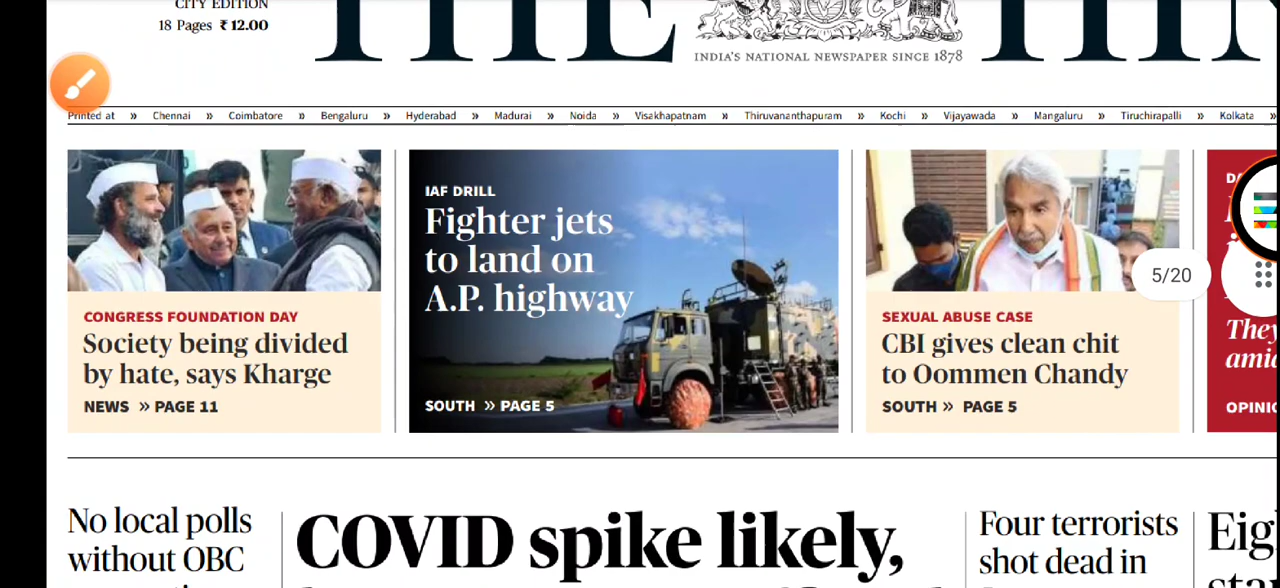 CITY EDITION
18 Pages ₹ 12.00
THE
INDIA'S NATIONAL NEWSPAPER SINCE 1878
Printed at » Chennai » Coimbatore » Bengaluru » Hyderabad » Madurai » Noida » Visakhapatnam » Thiruvananthapuram » Kochi » Vijayawada » Mangaluru » Tiruchirapalli » Kolkata »
CONGRESS FOUNDATION DAY
Society being divided
by hate, says Kharge
NEWS » PAGE 11
IAF DRILL
Fighter jets
to land on
A.P. highway
SOUTH » PAGE 5
SEXUAL ABUSE CASE
CBI gives clean chit
to Oommen Chandy
SOUTH » PAGE 5
5/20
No local polls
without OBC
COVID spike likely,
Four terrorists
shot dead in